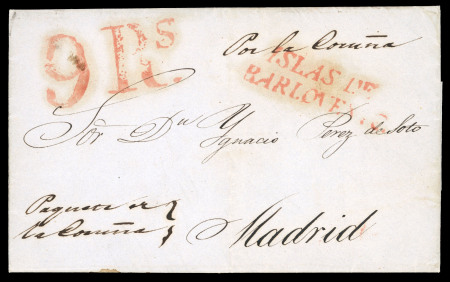 9 Rs
Por la Coruña
ISLAS DE
BARLOVENTO
Sor. Dn Ygnacio Perez de Soto
Paquete de
la Coruña
Madrid